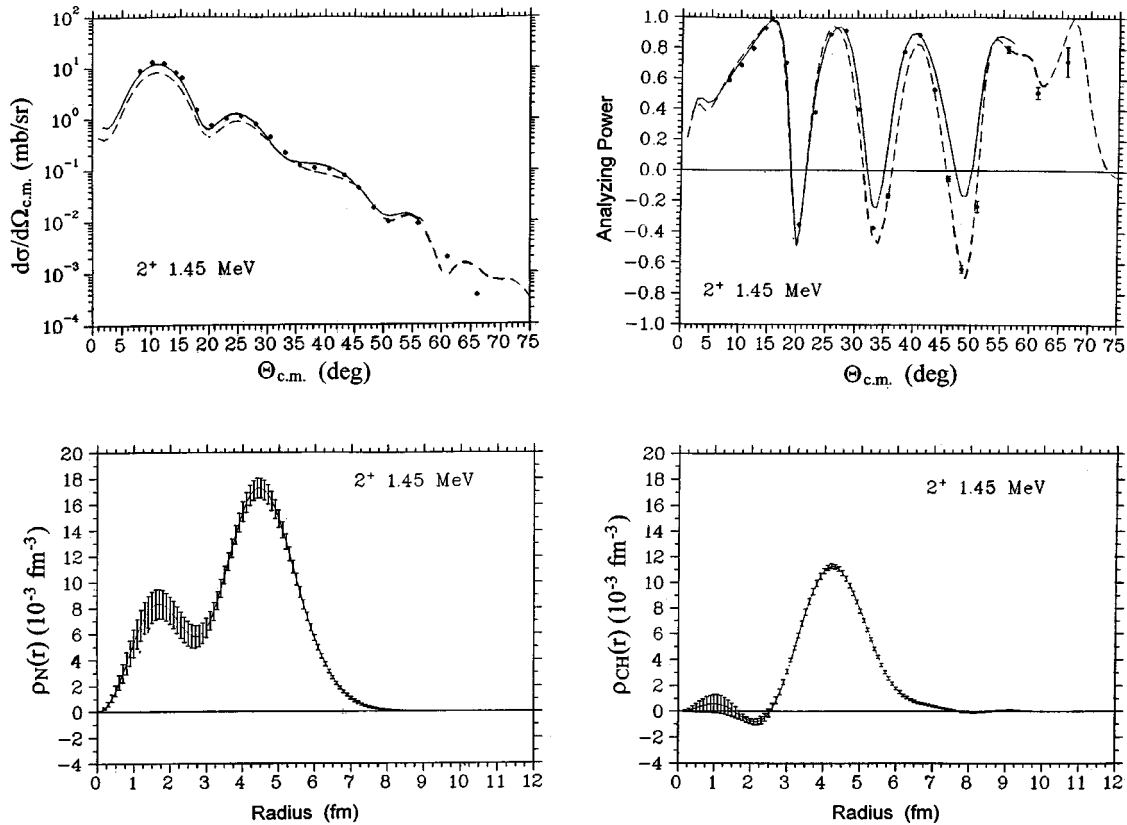 10²
10¹
10⁰
10⁻¹
10⁻²
10⁻³
10⁻⁴
dσ/dΩc.m. (mb/sr)
2⁺ 1.45 MeV
0 5 10 15 20 25 30 35 40 45 50 55 60 65 70 75
Θc.m. (deg)
1.0
0.8
0.6
0.4
0.2
0.0
−0.2
−0.4
−0.6
−0.8
−1.0
Analyzing Power
2⁺ 1.45 MeV
0 5 10 15 20 25 30 35 40 45 50 55 60 65 70 75
Θc.m. (deg)
20
18
16
14
12
10
8
6
4
2
0
−2
−4
ρN(r) (10⁻³ fm⁻³)
2⁺ 1.45 MeV
0 1 2 3 4 5 6 7 8 9 10 11 12
Radius (fm)
20
18
16
14
12
10
8
6
4
2
0
−2
−4
ρCH(r) (10⁻³ fm⁻³)
2⁺ 1.45 MeV
0 1 2 3 4 5 6 7 8 9 10 11 12
Radius (fm)